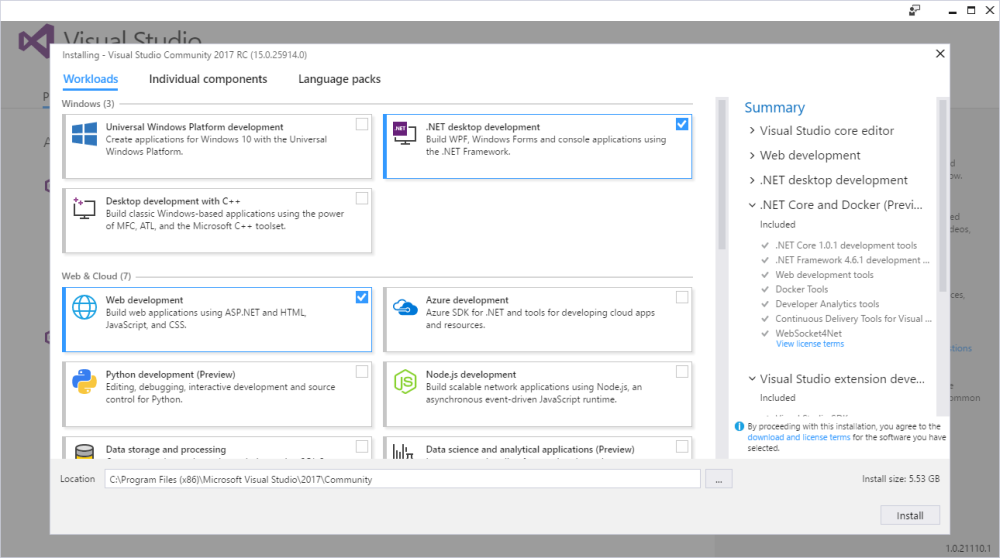 Visual Studio
Installing - Visual Studio Community 2017 RC (15.0.25914.0)
Workloads
Individual components
Language packs
Windows (3)
Universal Windows Platform development
Create applications for Windows 10 with the Universal
Windows Platform.
.NET
.NET desktop development
Build WPF, Windows Forms and console applications using
the .NET Framework.
Desktop development with C++
Build classic Windows-based applications using the power
of MFC, ATL, and the Microsoft C++ toolset.
Web & Cloud (7)
Web development
Build web applications using ASP.NET and HTML,
JavaScript, and CSS.
Azure development
Azure SDK for .NET and tools for developing cloud apps
and resources.
Python development (Preview)
Editing, debugging, interactive development and source
control for Python.
Node.js development
Build scalable network applications using Node.js, an
asynchronous event-driven JavaScript runtime.
Data storage and processing
Data science and analytical applications (Preview)
Summary
Visual Studio core editor
Web development
.NET desktop development
.NET Core and Docker (Previ...
Included
.NET Core 1.0.1 development tools
.NET Framework 4.6.1 development ...
Web development tools
Docker Tools
Developer Analytics tools
Continuous Delivery Tools for Visual ...
WebSocket4Net
View license terms
Visual Studio extension deve...
Included
By proceeding with this installation, you agree to the
download and license terms for the software you have
selected.
Location
C:\Program Files (x86)\Microsoft Visual Studio\2017\Community
...
Install size: 5.53 GB
Install
1.0.21110.1